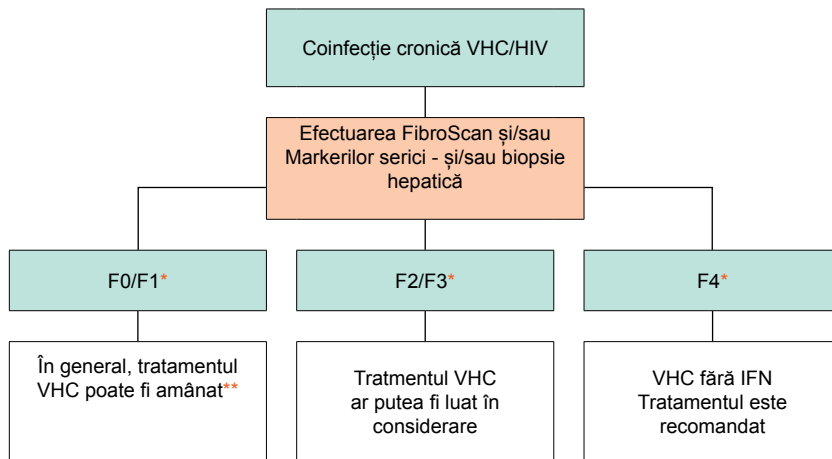 Coinfecție cronică VHC/HIV
Efectuarea FibroScan și/sau
Markerilor serici - și/sau biopsie
hepatică
F0/F1*
F2/F3*
F4*
În general, tratamentul
VHC poate fi amânat**
Tratmentul VHC
ar putea fi luat în
considerare
VHC fără IFN
Tratamentul este
recomandat